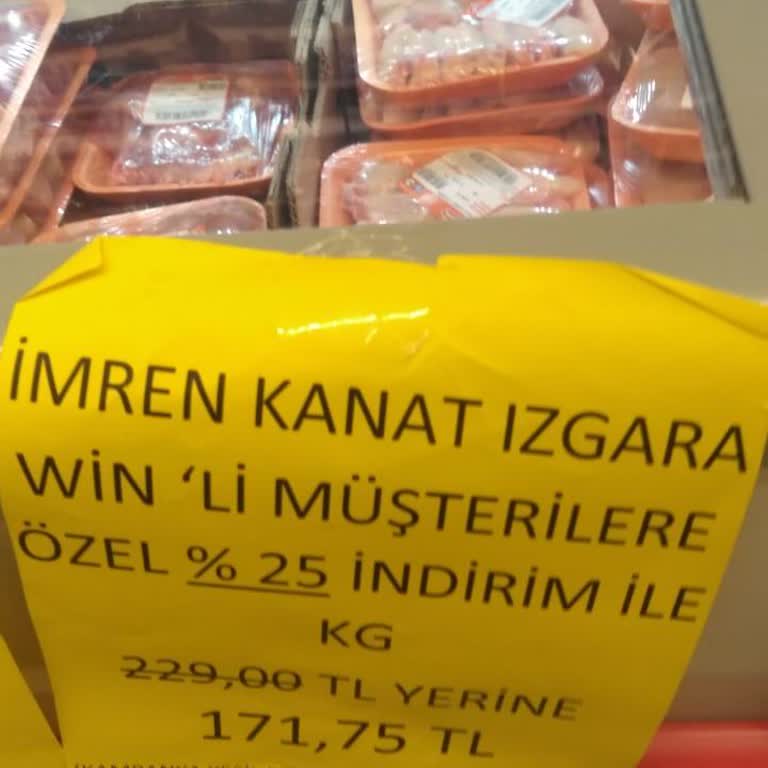 İMREN KANAT IZGARA
WİN 'Lİ MÜŞTERİLERE
ÖZEL % 25 İNDİRİM İLE
KG
229,00 TL YERİNE
171,75 TL